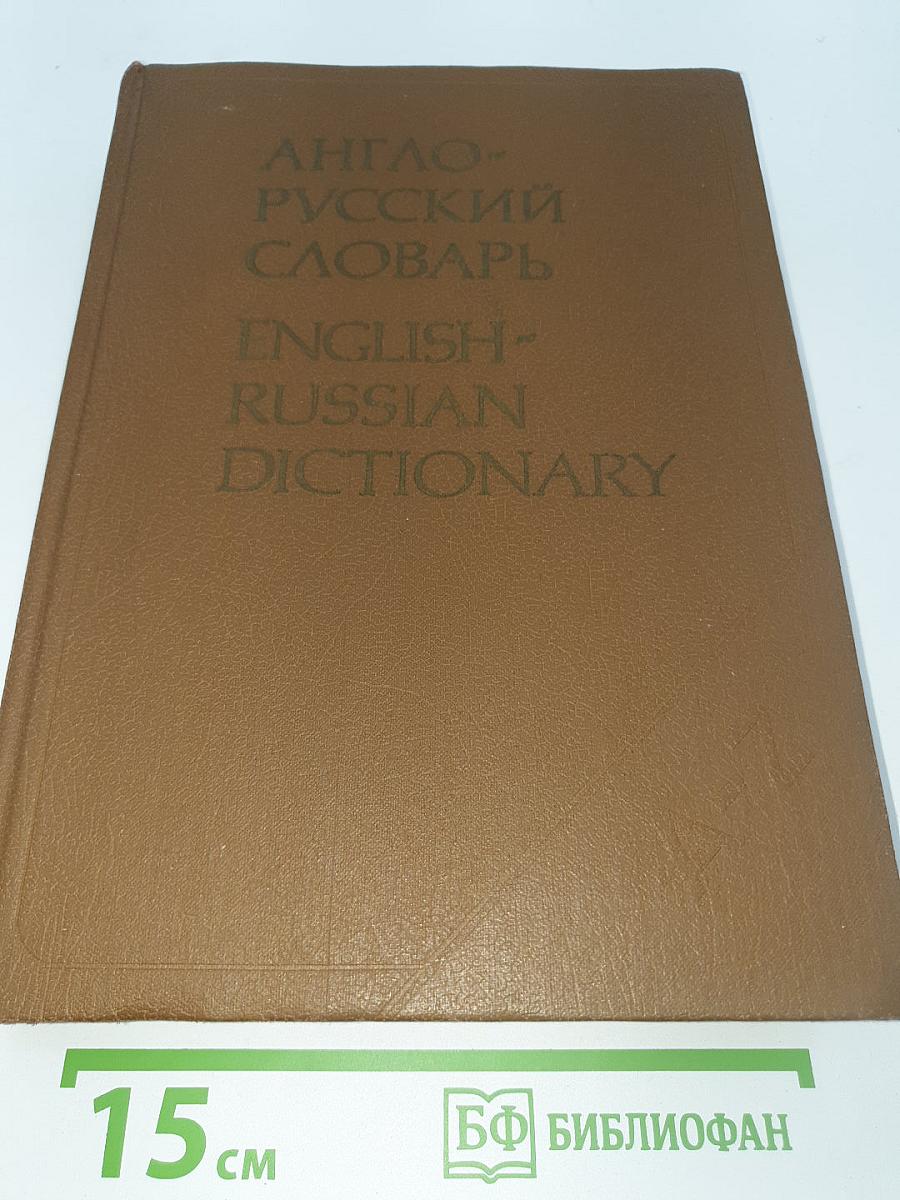 АНГЛО-
РУССКИЙ
СЛОВАРЬ
ENGLISH-
RUSSIAN
DICTIONARY
15 см
БФ БИБЛИОФАН